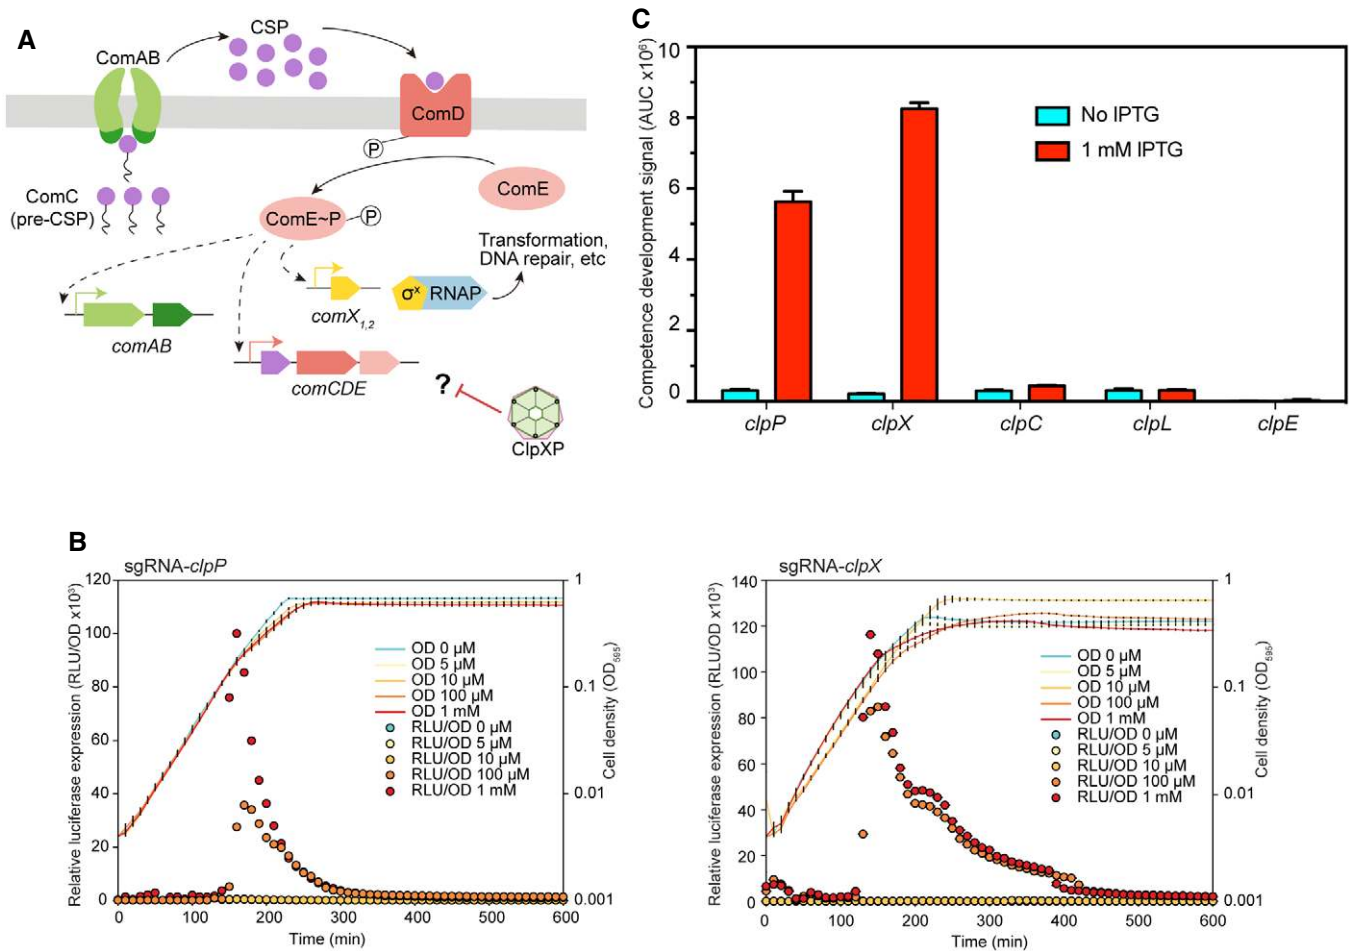 A
CSP
ComAB
ComD
P
ComC
(pre-CSP)
ComE
ComE~P
P
Transformation,
DNA repair, etc
σx RNAP
comX1,2
comAB
comCDE
?
ClpXP
C
Competence development signal (AUC x10⁶)
10
8
6
4
2
0
No IPTG
1 mM IPTG
clpP clpX clpC clpL clpE
B
sgRNA-clpP
Relative luciferase expression (RLU/OD x10³)
120
100
80
60
40
20
0
OD 0 µM
OD 5 µM
OD 10 µM
OD 100 µM
OD 1 mM
RLU/OD 0 µM
RLU/OD 5 µM
RLU/OD 10 µM
RLU/OD 100 µM
RLU/OD 1 mM
1
0.1
0.01
0.001
Cell density (OD595)
0 100 200 300 400 500 600
Time (min)
sgRNA-clpX
Relative luciferase expression (RLU/OD x10³)
140
120
100
80
60
40
20
0
OD 0 µM
OD 5 µM
OD 10 µM
OD 100 µM
OD 1 mM
RLU/OD 0 µM
RLU/OD 5 µM
RLU/OD 10 µM
RLU/OD 100 µM
RLU/OD 1 mM
1
0.1
0.01
0.001
Cell density (OD595)
0 100 200 300 400 500 600
Time (min)